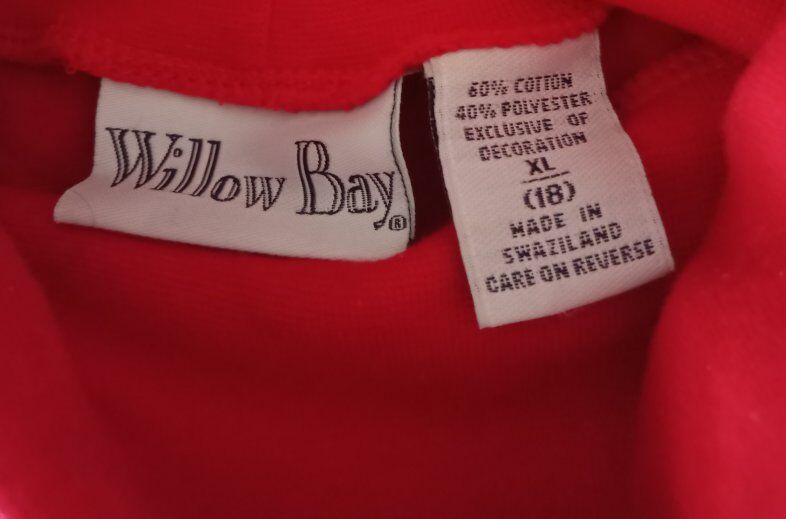 Willow Bay®
60% COTTON
40% POLYESTER
EXCLUSIVE OF
DECORATION
XL
(18)
MADE IN
SWAZILAND
CARE ON REVERSE